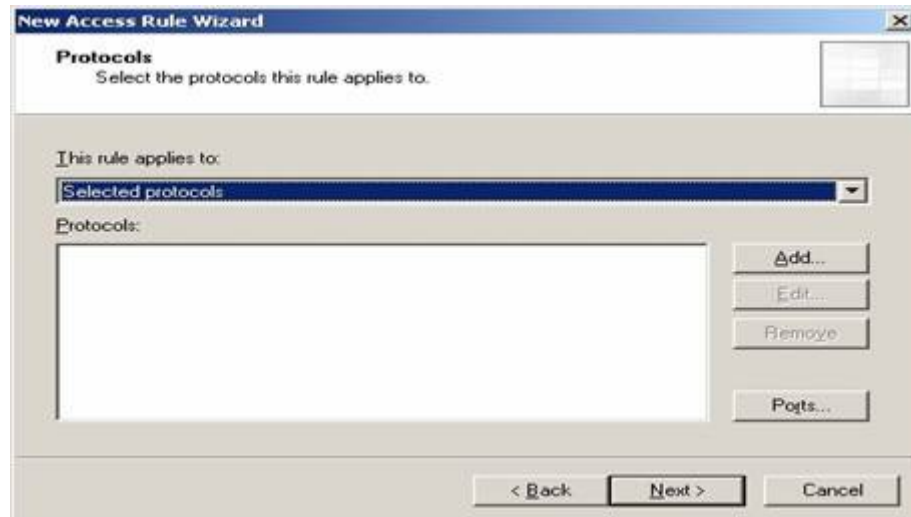 New Access Rule Wizard
Protocols
Select the protocols this rule applies to.
This rule applies to:
Selected protocols
Protocols:
Add...
Edit...
Remove
Ports...
< Back
Next >
Cancel